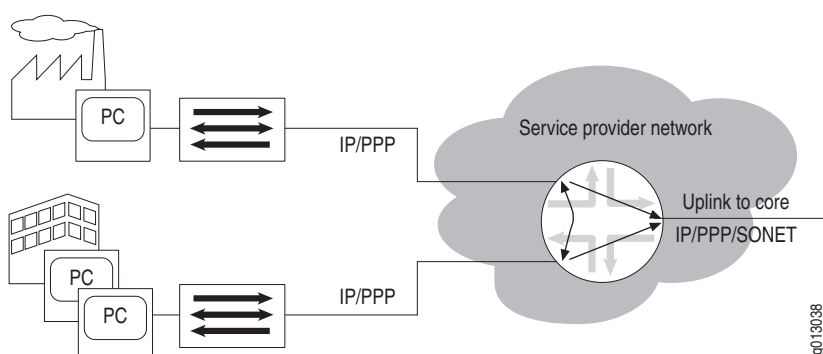 PC
IP/PPP
Service provider network
Uplink to core
IP/PPP/SONET
PC
PC
IP/PPP
g013038